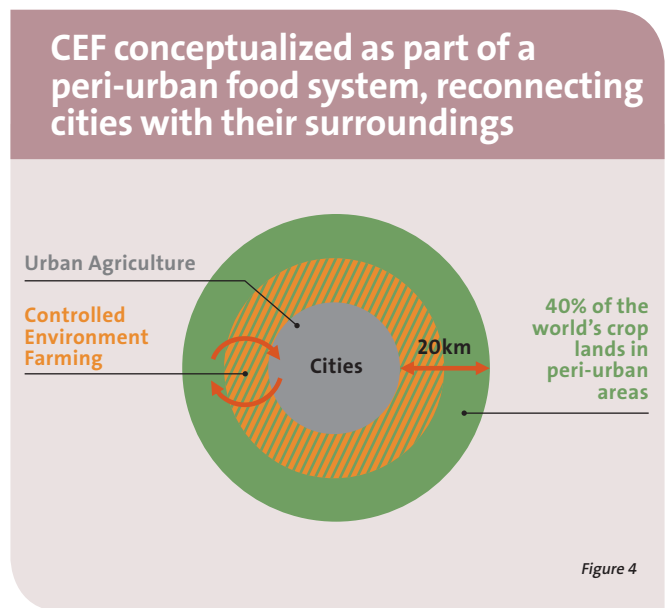 CEF conceptualized as part of a
peri-urban food system, reconnecting
cities with their surroundings
Urban Agriculture
Controlled
Environment
Farming
Cities
20km
40% of the
world's crop
lands in
peri-urban
areas
Figure 4